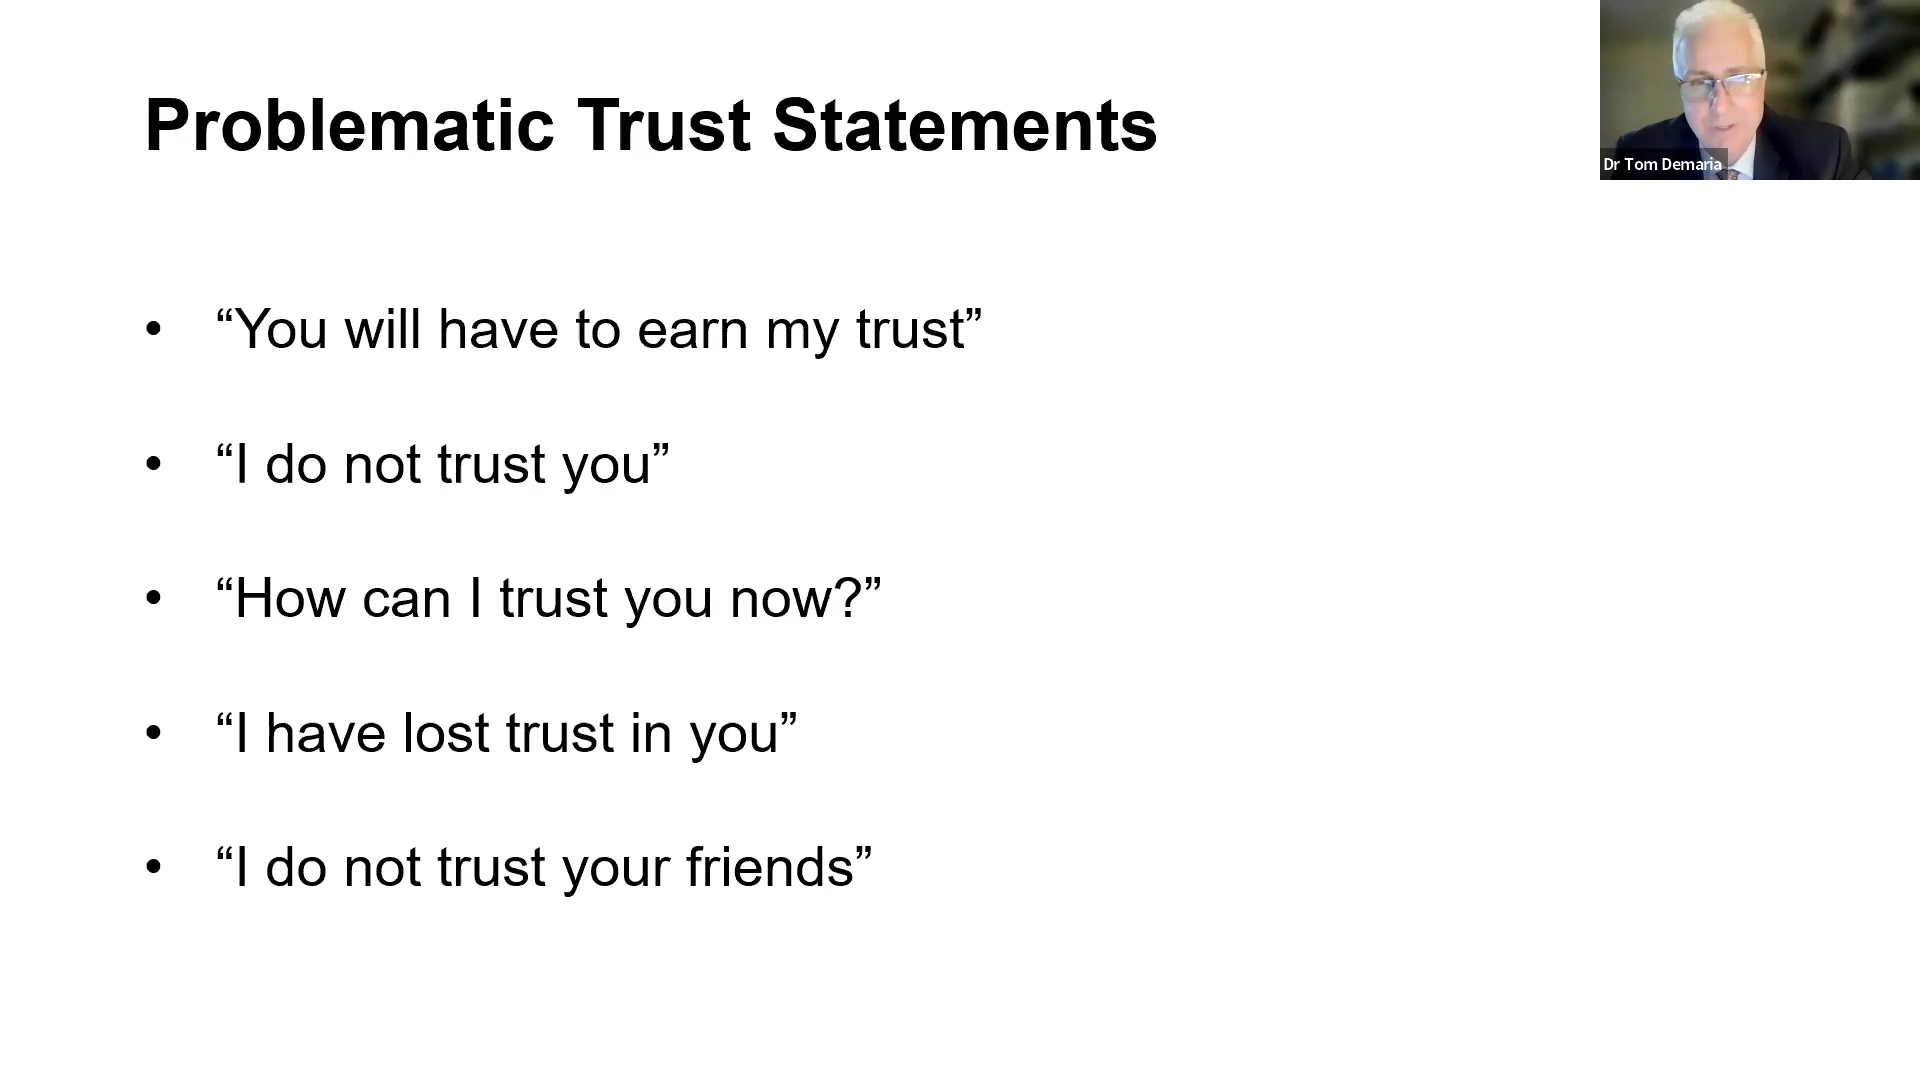 Problematic Trust Statements
Dr Tom Demaria
• “You will have to earn my trust”
• “I do not trust you”
• “How can I trust you now?”
• “I have lost trust in you”
• “I do not trust your friends”